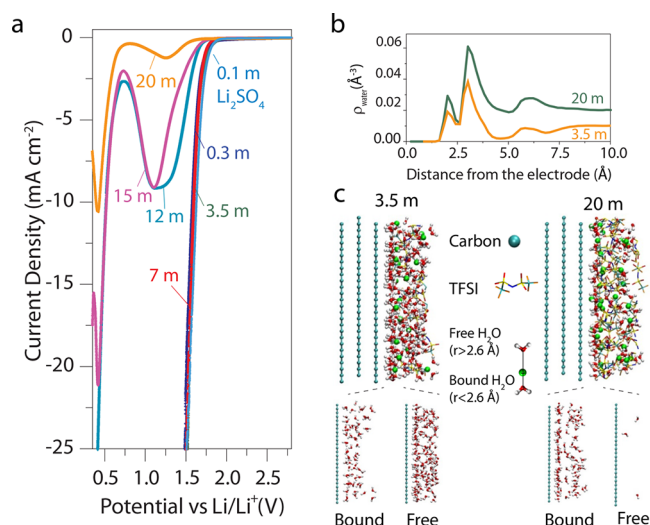 a
0
-5
-10
-15
-20
-25
Current Density (mA cm-2)
0.5
1.0
1.5
2.0
2.5
Potential vs Li/Li+(V)
20 m
0.1 m
Li2SO4
0.3 m
15 m
12 m
3.5 m
7 m
b
0.06
0.04
0.02
0.00
ρwater(Å-3)
20 m
3.5 m
0.0
2.5
5.0
7.5
10.0
Distance from the electrode (Å)
c
3.5 m
20 m
Carbon
TFSI
Free H2O
(r>2.6 Å)
Bound H2O
(r<2.6 Å)
Bound
Free
Bound
Free